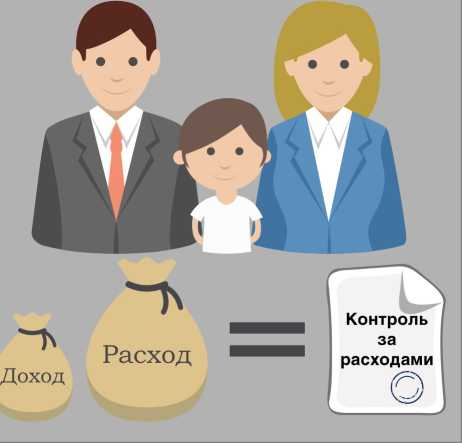 Доход
Расход
Контроль
за
расходами